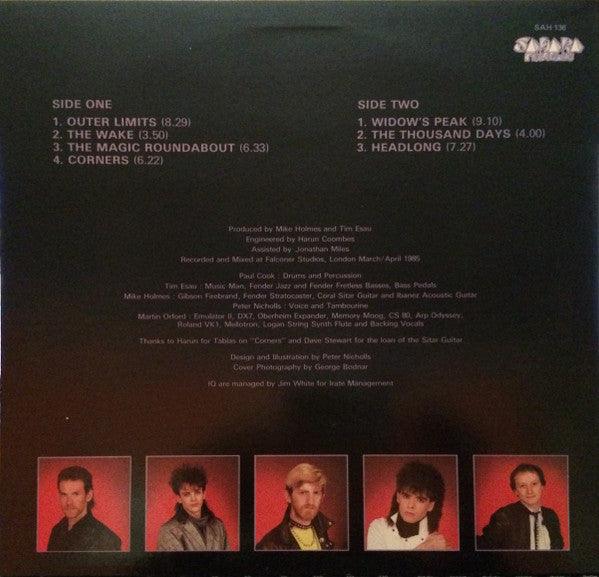 SAH 136
SAHARA
RECORDS
SIDE ONE
1. OUTER LIMITS (8.29)
2. THE WAKE (3.50)
3. THE MAGIC ROUNDABOUT (6.33)
4. CORNERS (6.22)
SIDE TWO
1. WIDOW'S PEAK (9.10)
2. THE THOUSAND DAYS (4.00)
3. HEADLONG (7.27)
Produced by Mike Holmes and Tim Esau
Engineered by Harun Coombes
Assisted by Jonathan Miles
Recorded and Mixed at Falconer Studios, London March/April 1985
Paul Cook : Drums and Percussion
Tim Esau : Music Man, Fender Jazz and Fender Fretless Basses, Bass Pedals
Mike Holmes : Gibson Firebrand, Fender Stratocaster, Coral Sitar Guitar and Ibanez Acoustic Guitar
Peter Nicholls : Voice and Tambourine
Martin Orford : Emulator II, DX7, Oberheim Expander, Memory Moog, CS 80, Arp Odyssey,
Roland VK1, Mellotron, Logan String Synth Flute and Backing Vocals
Thanks to Harun for Tablas on "Corners" and Dave Stewart for the loan of the Sitar Guitar
Design and Illustration by Peter Nicholls
Cover Photography by George Bodnar
IQ are managed by Jim White for Irate Management